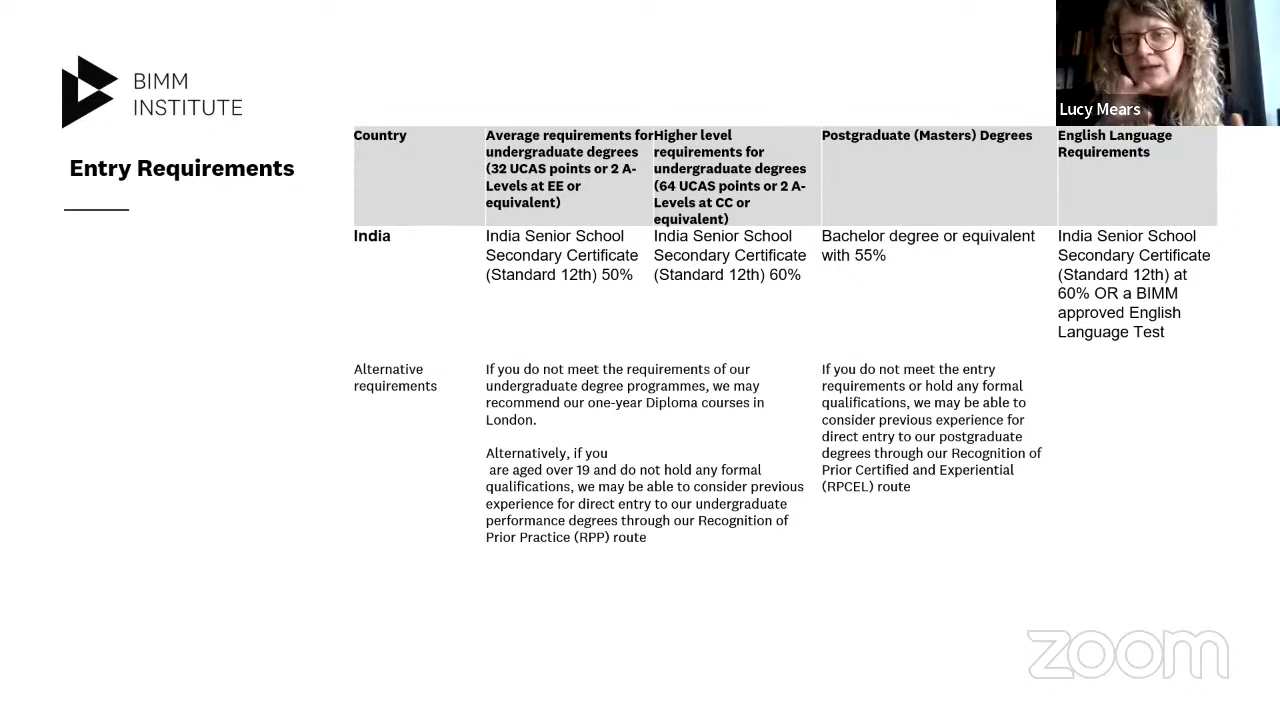 BIMM
INSTITUTE
Entry Requirements
Lucy Mears
Country
Average requirements for
undergraduate degrees
(32 UCAS points or 2 A-
Levels at EE or
equivalent)
Higher level
requirements for
undergraduate degrees
(64 UCAS points or 2 A-
Levels at CC or
equivalent)
Postgraduate (Masters) Degrees
English Language
Requirements
India
India Senior School
Secondary Certificate
(Standard 12th) 50%
India Senior School
Secondary Certificate
(Standard 12th) 60%
Bachelor degree or equivalent
with 55%
India Senior School
Secondary Certificate
(Standard 12th) at
60% OR a BIMM
approved English
Language Test
Alternative
requirements
If you do not meet the requirements of our
undergraduate degree programmes, we may
recommend our one-year Diploma courses in
London.
Alternatively, if you
are aged over 19 and do not hold any formal
qualifications, we may be able to consider previous
experience for direct entry to our undergraduate
performance degrees through our Recognition of
Prior Practice (RPP) route
If you do not meet the entry
requirements or hold any formal
qualifications, we may be able to
consider previous experience for
direct entry to our postgraduate
degrees through our Recognition of
Prior Certified and Experiential
(RPCEL) route
zoom